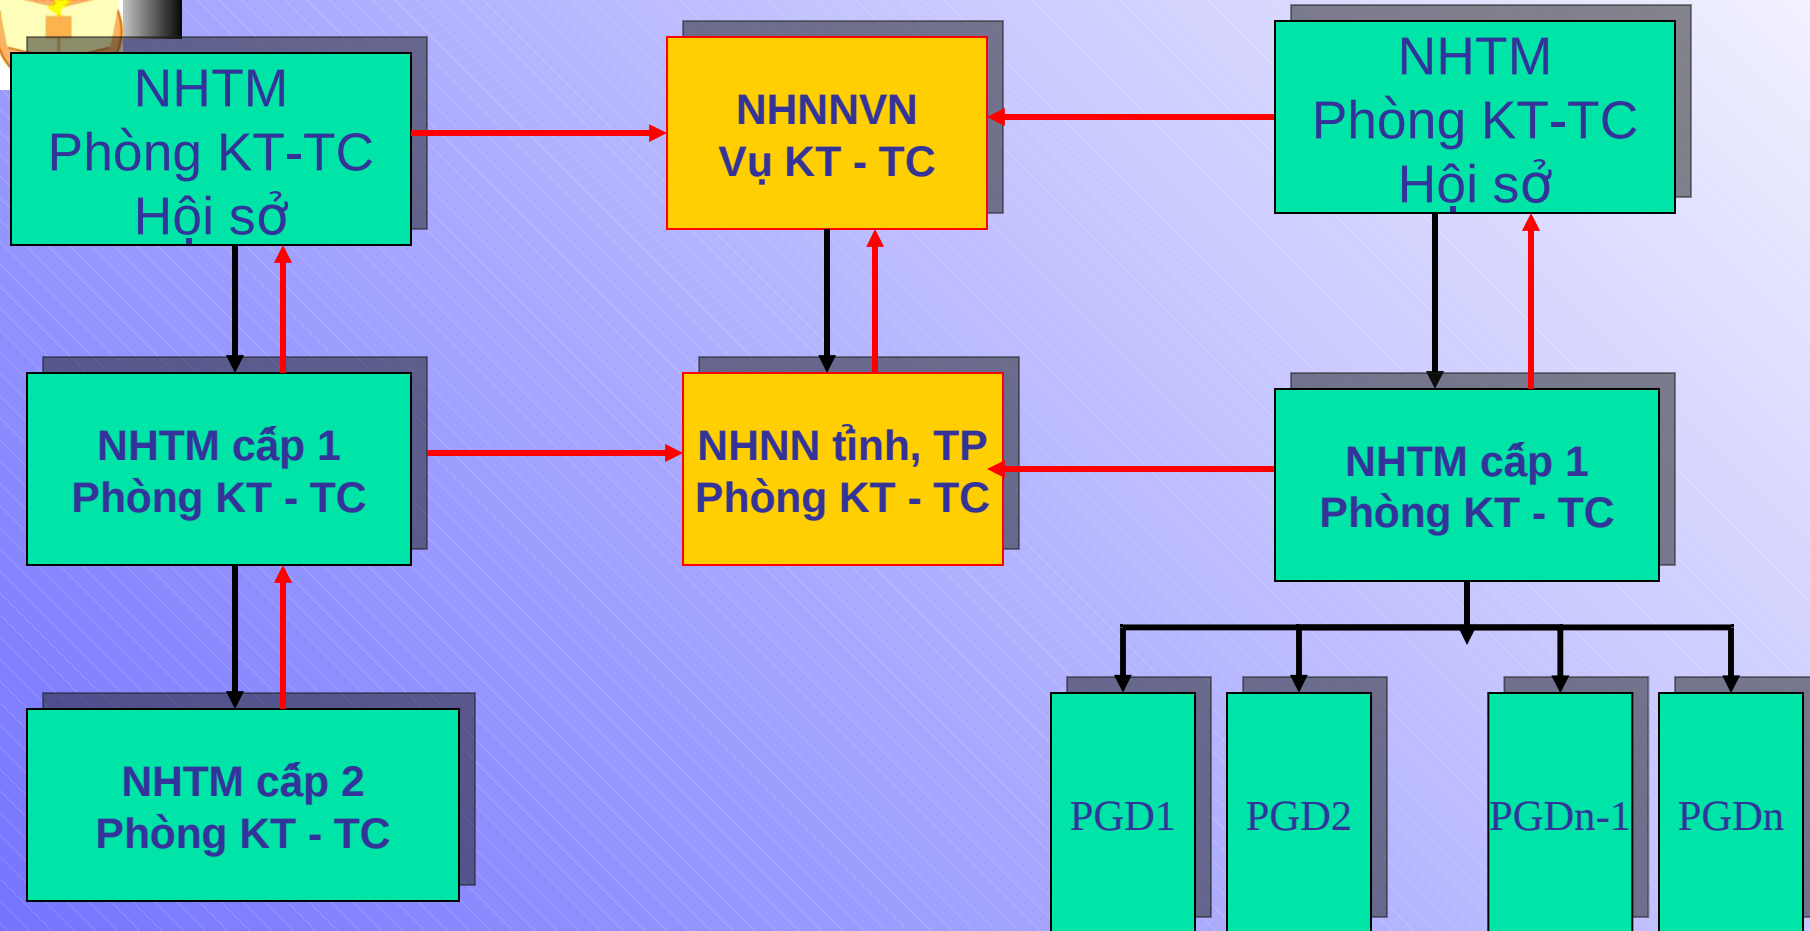 NHTM
Phòng KT-TC
Hội sở
NHNNVN
Vụ KT - TC
NHTM
Phòng KT-TC
Hội sở
NHTM cấp 1
Phòng KT - TC
NHNN tỉnh, TP
Phòng KT - TC
NHTM cấp 1
Phòng KT - TC
NHTM cấp 2
Phòng KT - TC
PGD1
PGD2
PGDn-1
PGDn